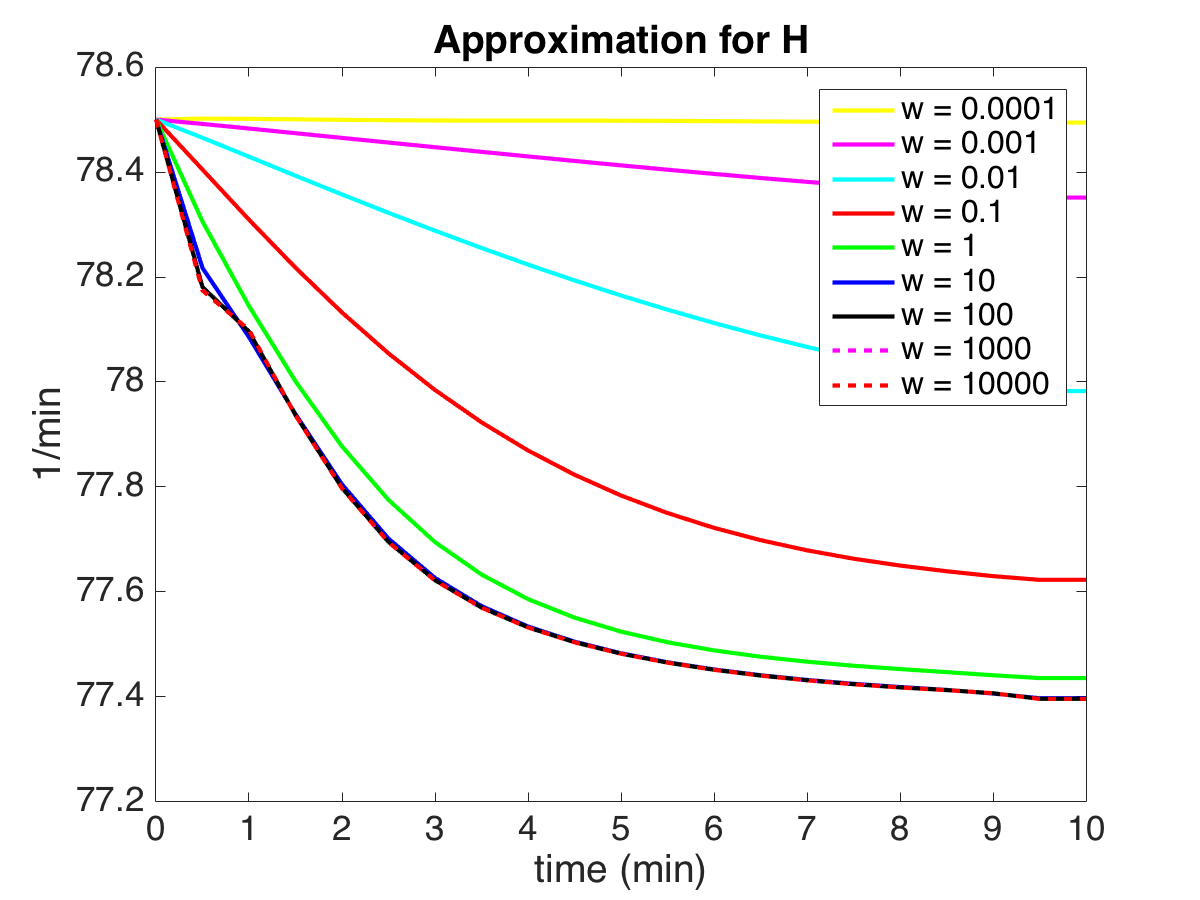 Approximation for H
78.6
78.4
78.2
78
77.8
77.6
77.4
77.2
1/min
0 1 2 3 4 5 6 7 8 9 10
time (min)
w = 0.0001
w = 0.001
w = 0.01
w = 0.1
w = 1
w = 10
w = 100
w = 1000
w = 10000